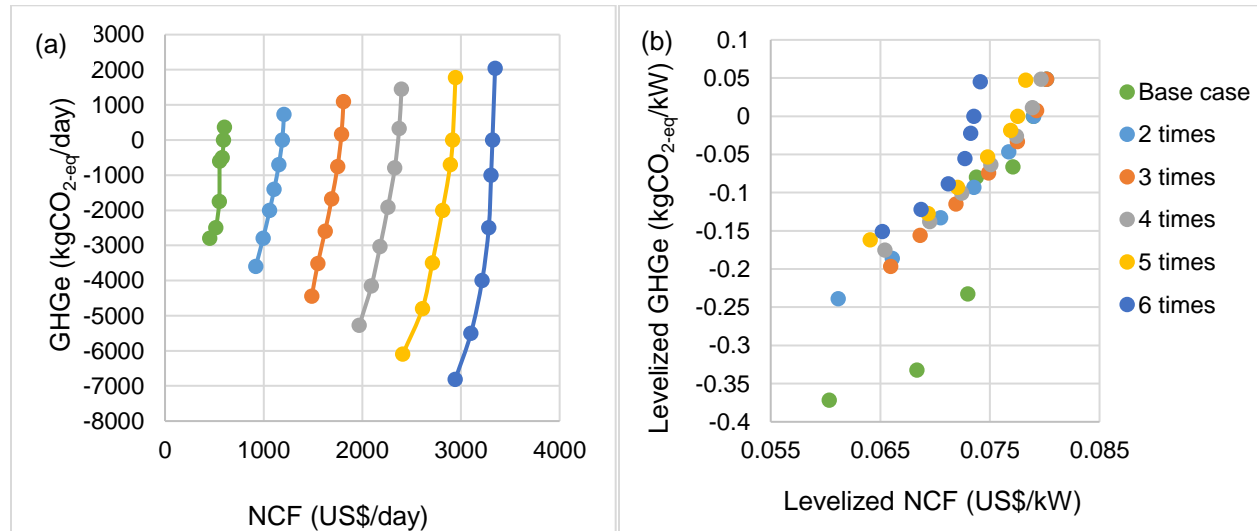 (a)
3000
2000
1000
0
-1000
-2000
-3000
-4000
-5000
-6000
-7000
-8000
GHGe (kgCO2-eq/day)
0 1000 2000 3000 4000
NCF (US$/day)
(b)
0.1
0.05
0
-0.05
-0.1
-0.15
-0.2
-0.25
-0.3
-0.35
-0.4
Levelized GHGe (kgCO2-eq/kW)
0.055 0.065 0.075 0.085
Levelized NCF (US$/kW)
Base case
2 times
3 times
4 times
5 times
6 times